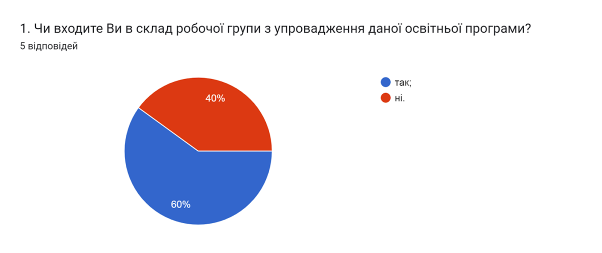 1. Чи входите Ви в склад робочої групи з упровадження даної освітньої програми?
5 відповідей
так;
ні.
40%
60%